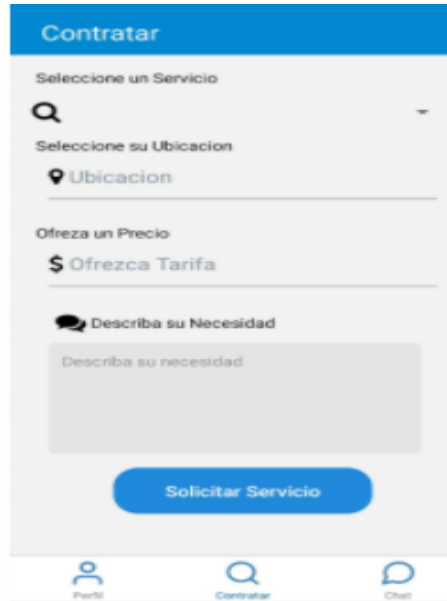 Contratar
Seleccione un Servicio
Seleccione su Ubicacion
Ubicacion
Ofreza un Precio
$ Ofrezca Tarifa
Describa su Necesidad
Describa su necesidad
Solicitar Servicio
Perfil Contratar Chat